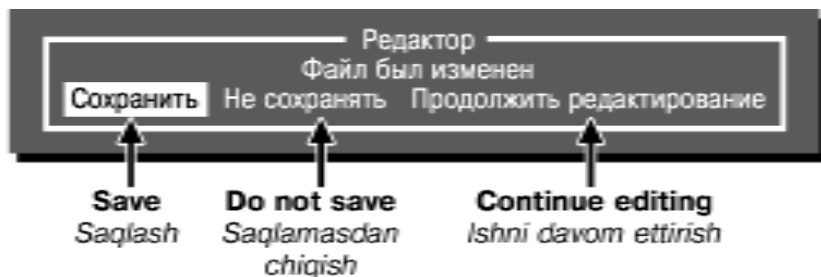 Редактор
Файл был изменен
Сохранить Не сохранять Продолжить редактирование
Save Do not save Continue editing
Saqlash Saqlamasdan Ishni davom ettirish
chiqish